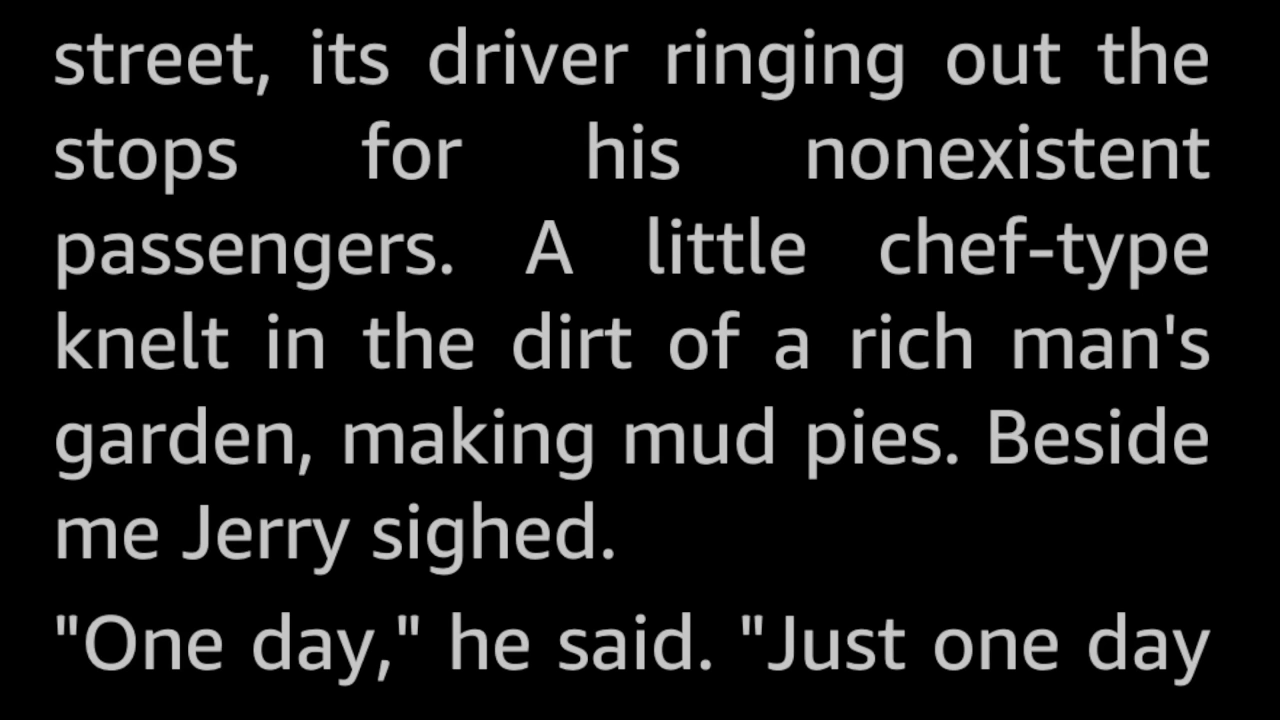 street, its driver ringing out the
stops for his nonexistent
passengers. A little chef-type
knelt in the dirt of a rich man's
garden, making mud pies. Beside
me Jerry sighed.
"One day," he said. "Just one day